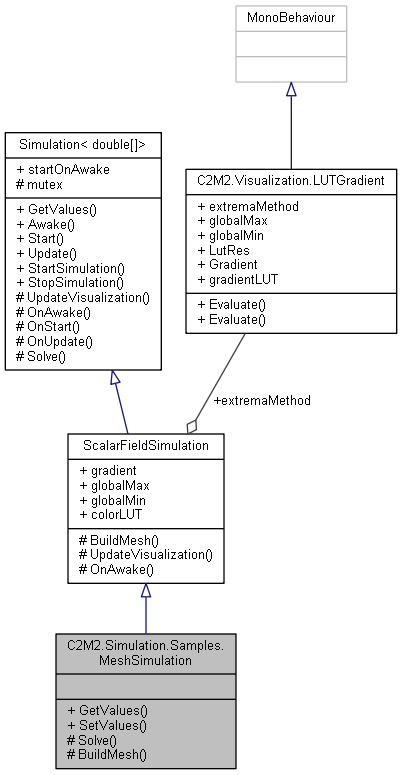 MonoBehaviour
Simulation< double[]>
+ startOnAwake
# mutex
+ GetValues()
+ Awake()
+ Start()
+ Update()
+ StartSimulation()
+ StopSimulation()
# UpdateVisualization()
# OnAwake()
# OnStart()
# OnUpdate()
# Solve()
C2M2.Visualization.LUTGradient
+ extremaMethod
+ globalMax
+ globalMin
+ LutRes
+ Gradient
+ gradientLUT
+ Evaluate()
+ Evaluate()
+extremaMethod
ScalarFieldSimulation
+ gradient
+ globalMax
+ globalMin
+ colorLUT
# BuildMesh()
# UpdateVisualization()
# OnAwake()
C2M2.Simulation.Samples.
MeshSimulation
+ GetValues()
+ SetValues()
# Solve()
# BuildMesh()